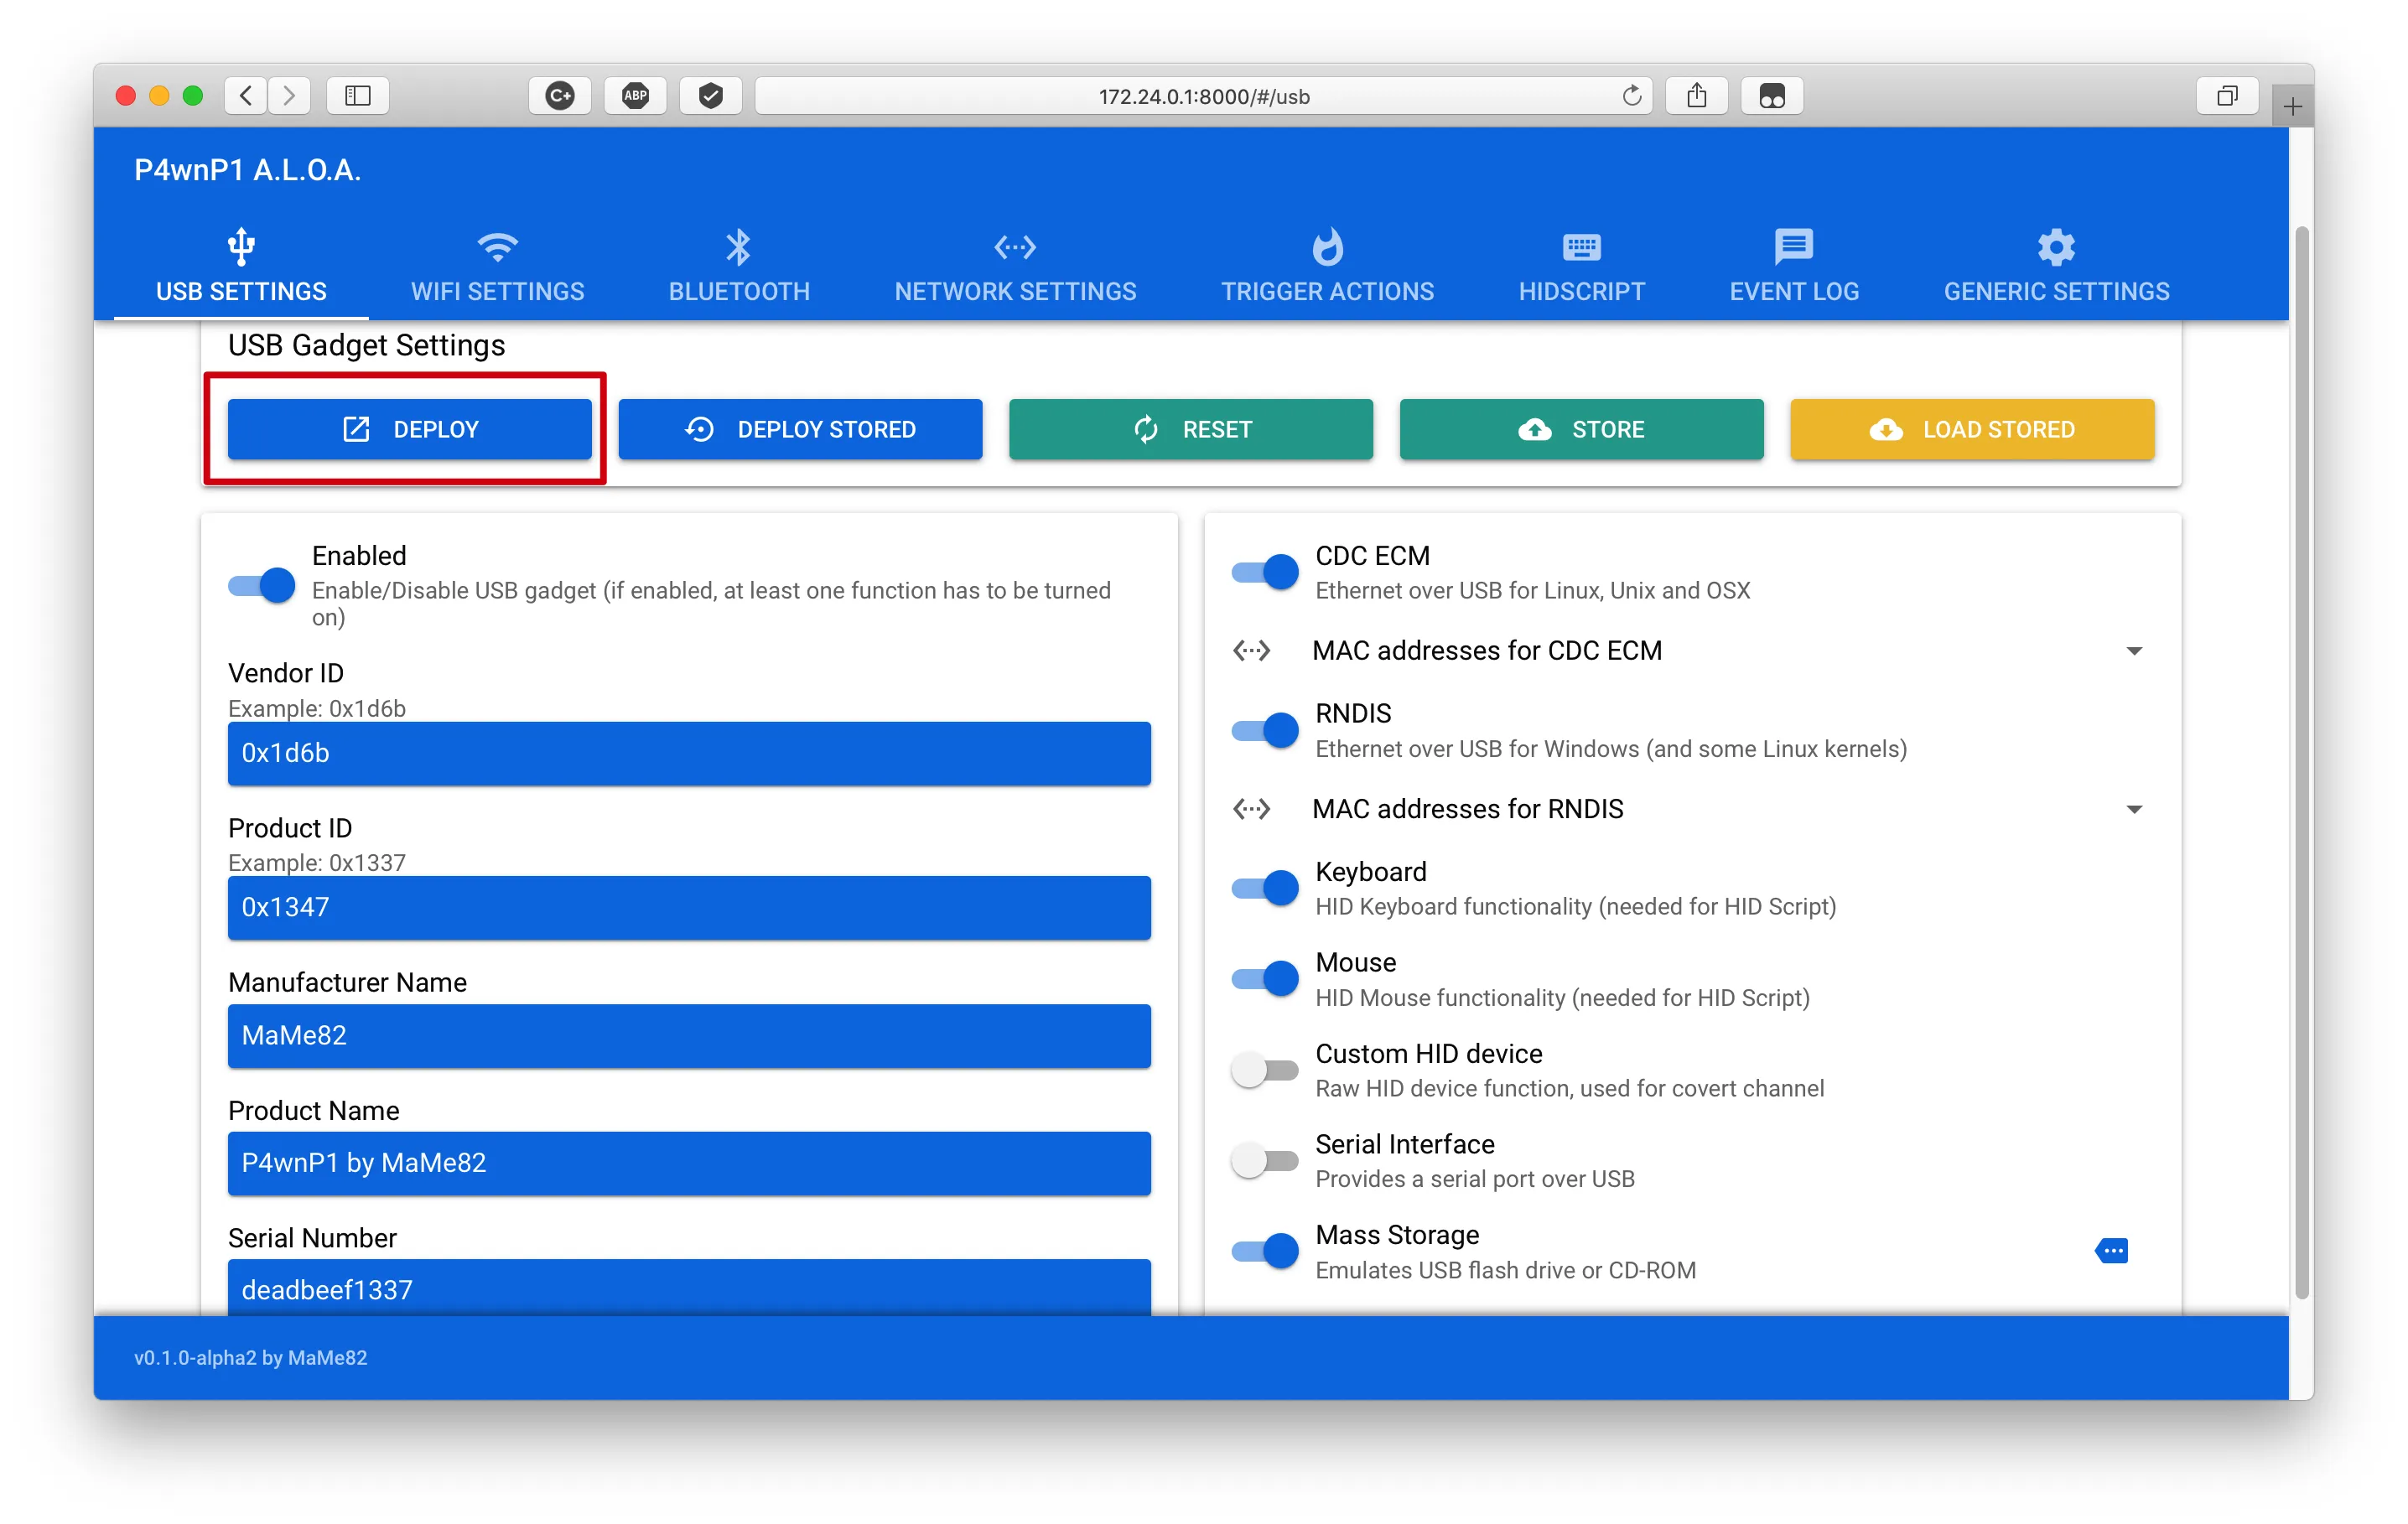 C+
ABP
172.24.0.1:8000/#/usb
P4wnP1 A.L.O.A.
USB SETTINGS
WIFI SETTINGS
BLUETOOTH
NETWORK SETTINGS
TRIGGER ACTIONS
HIDSCRIPT
EVENT LOG
GENERIC SETTINGS
USB Gadget Settings
DEPLOY
DEPLOY STORED
RESET
STORE
LOAD STORED
Enabled
Enable/Disable USB gadget (if enabled, at least one function has to be turned
on)
Vendor ID
Example: 0x1d6b
0x1d6b
Product ID
Example: 0x1337
0x1347
Manufacturer Name
MaMe82
Product Name
P4wnP1 by MaMe82
Serial Number
deadbeef1337
CDC ECM
Ethernet over USB for Linux, Unix and OSX
MAC addresses for CDC ECM
RNDIS
Ethernet over USB for Windows (and some Linux kernels)
MAC addresses for RNDIS
Keyboard
HID Keyboard functionality (needed for HID Script)
Mouse
HID Mouse functionality (needed for HID Script)
Custom HID device
Raw HID device function, used for covert channel
Serial Interface
Provides a serial port over USB
Mass Storage
Emulates USB flash drive or CD-ROM
v0.1.0-alpha2 by MaMe82